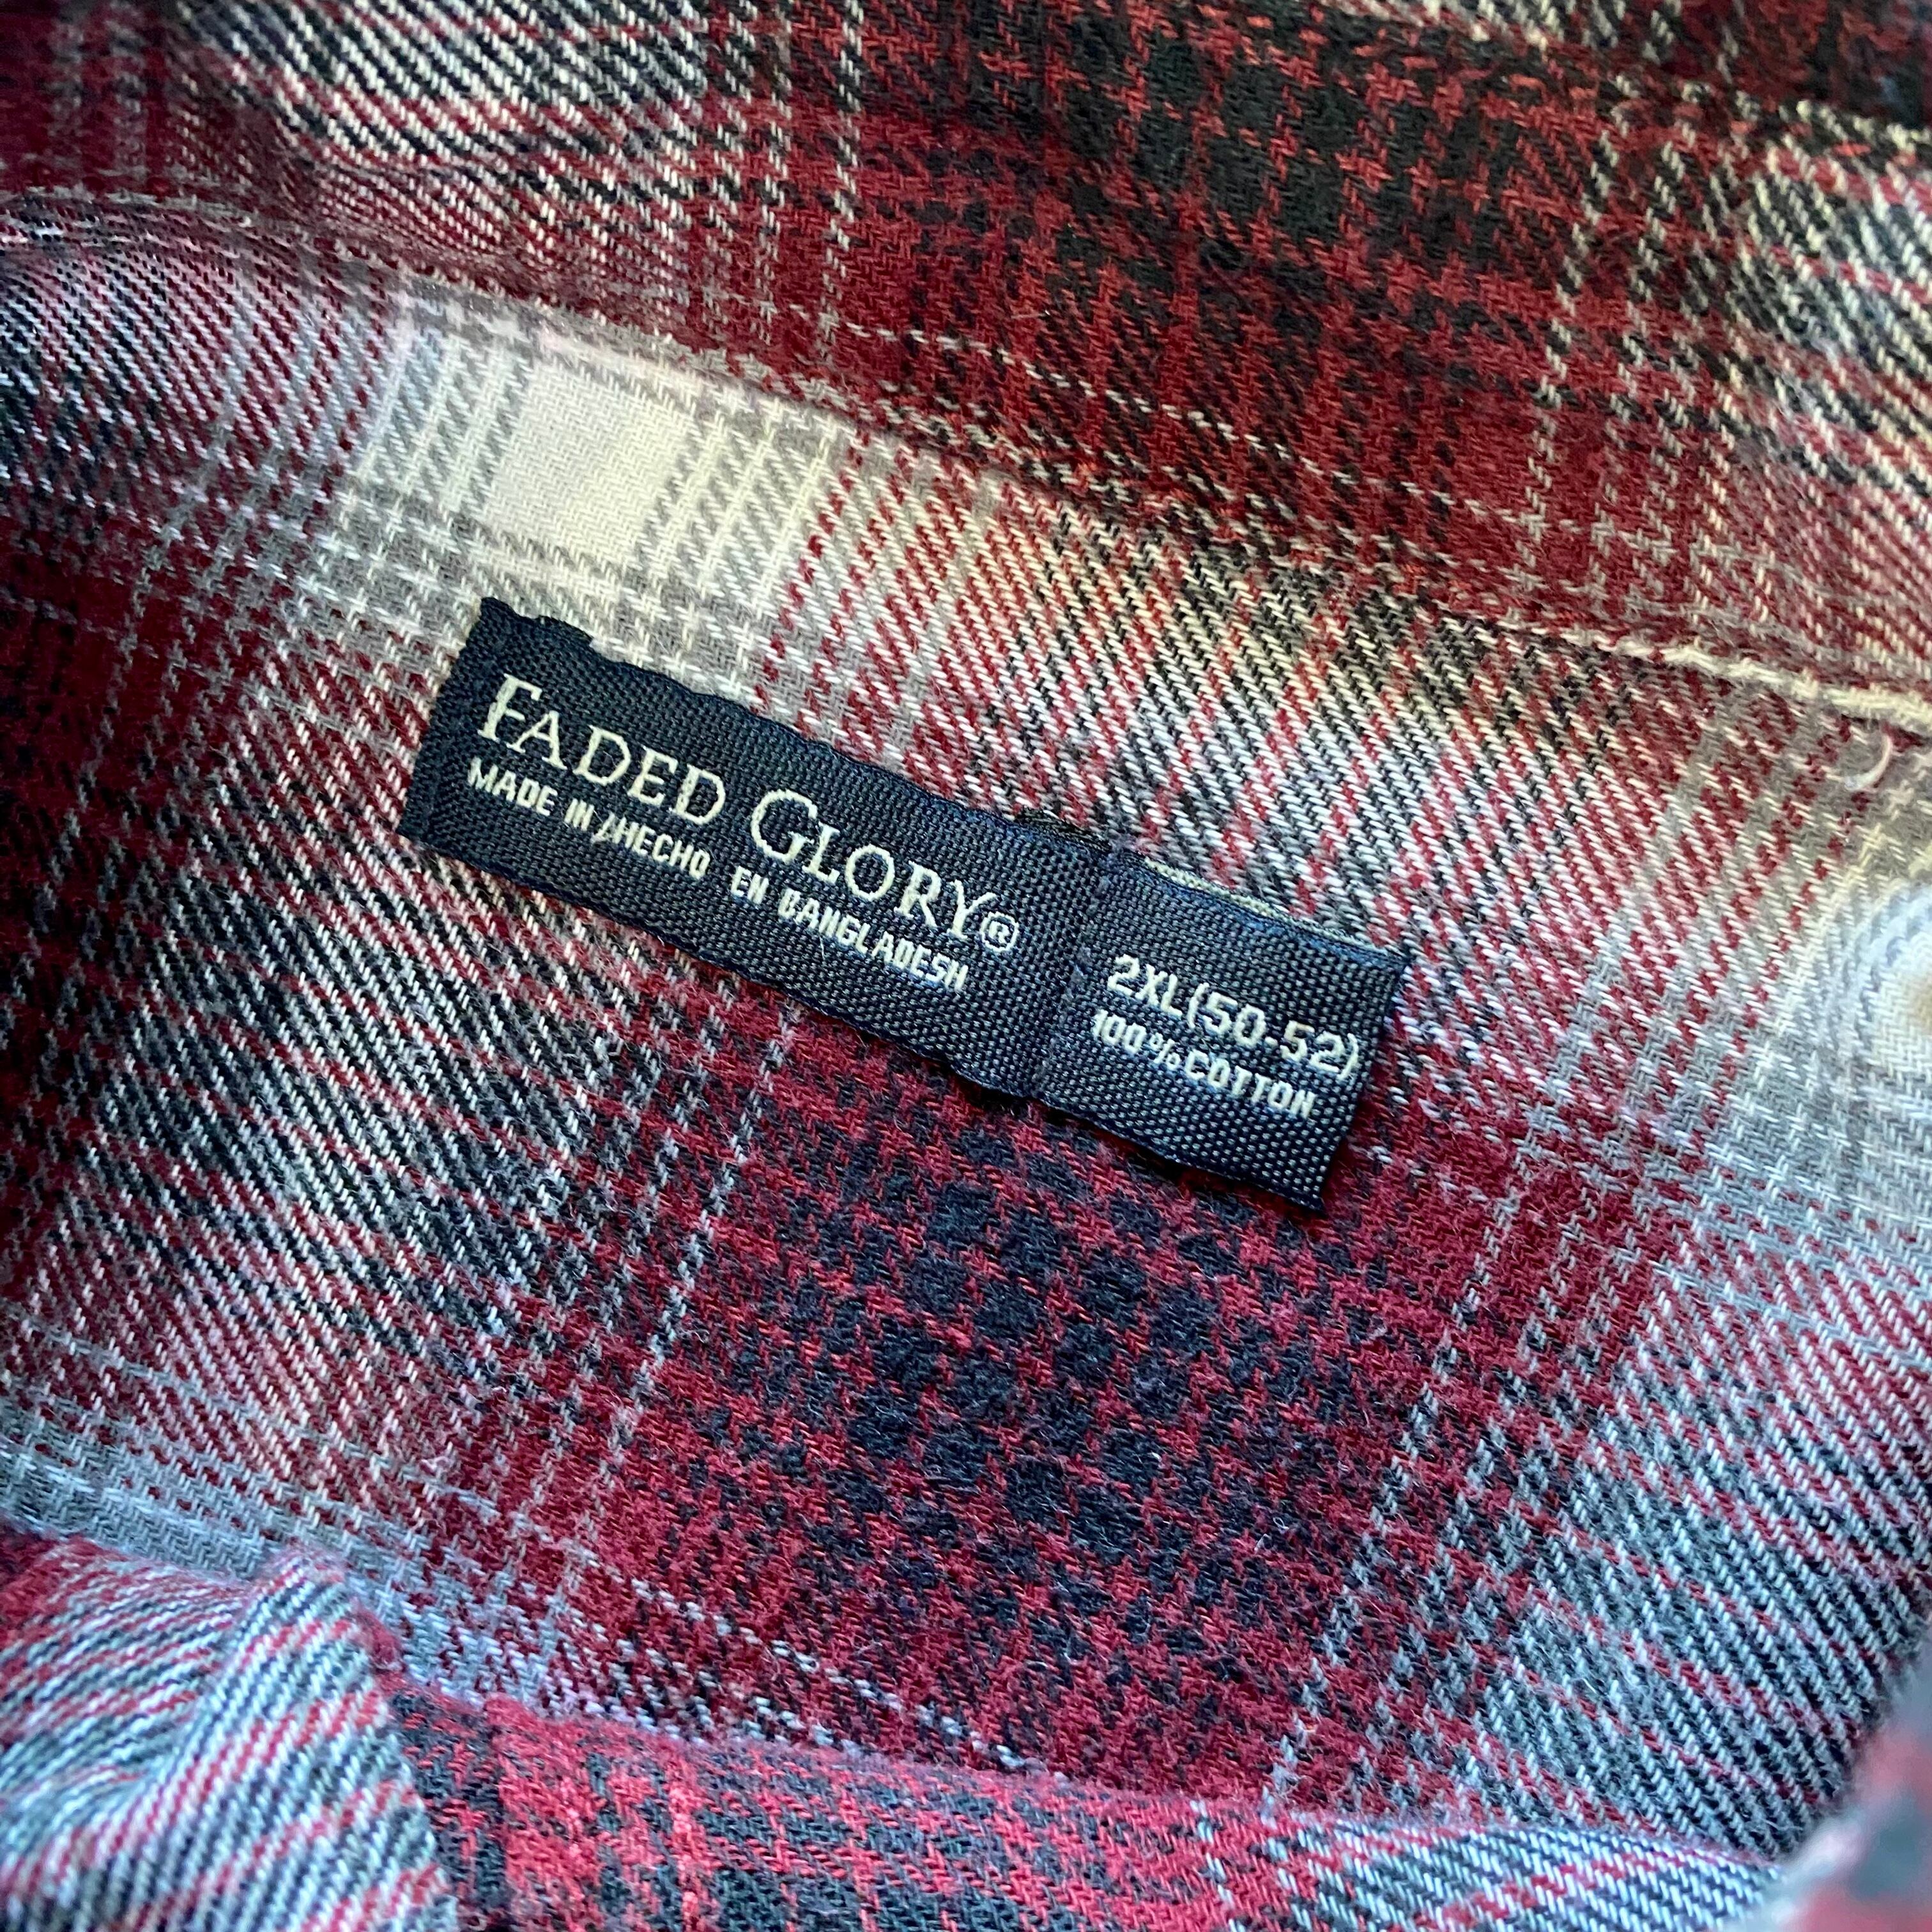 FADED GLORY®
MADE IN/HECHO EN BANGLADESH
2XL(50-52)
100% COTTON